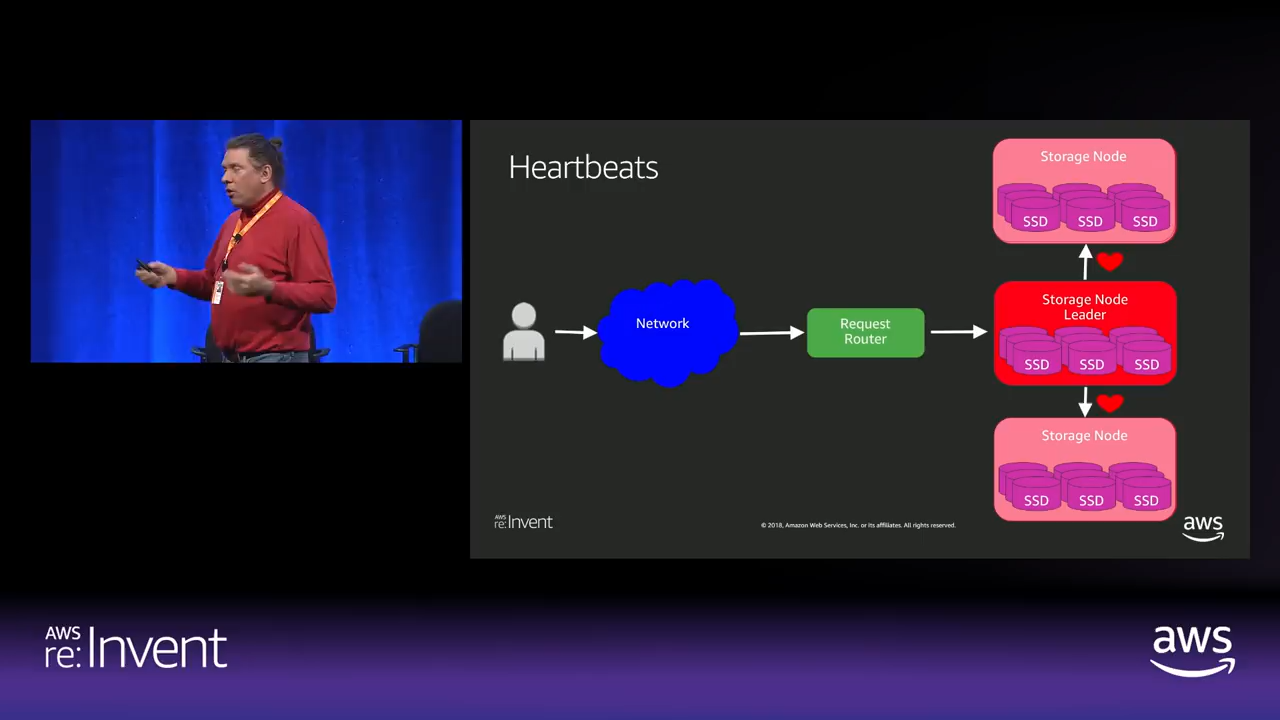 Heartbeats
Storage Node
SSD
SSD
SSD
Storage Node
Leader
SSD
SSD
SSD
Network
Request
Router
Storage Node
SSD
SSD
SSD
AWS
re:Invent
© 2018, Amazon Web Services, Inc. or its affiliates. All rights reserved.
aws
AWS
re:Invent
aws